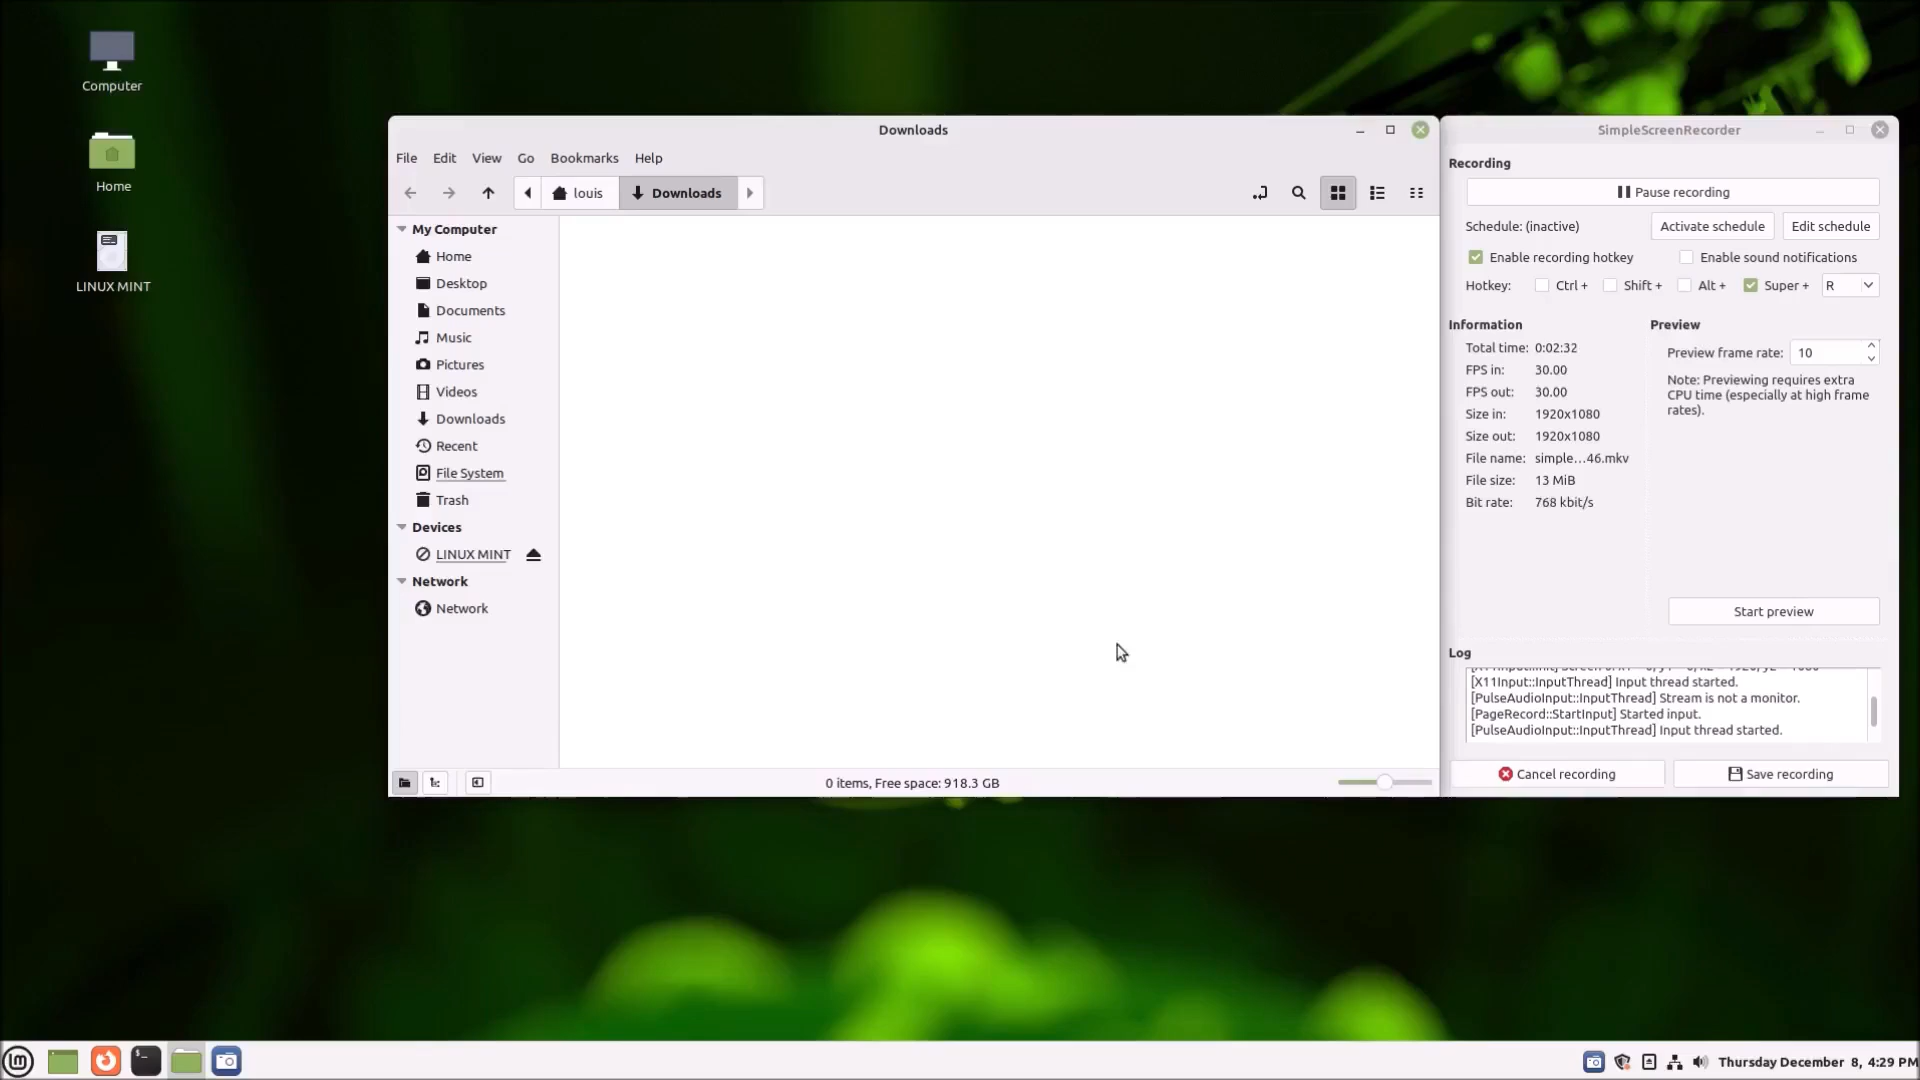 Computer
Home
LINUX MINT
Downloads
File Edit View Go Bookmarks Help
louis Downloads
My Computer
Home
Desktop
Documents
Music
Pictures
Videos
Downloads
Recent
File System
Trash
Devices
LINUX MINT
Network
Network
0 items, Free space: 918.3 GB
SimpleScreenRecorder
Recording
Pause recording
Schedule: (inactive) Activate schedule Edit schedule
Enable recording hotkey Enable sound notifications
Hotkey: Ctrl + Shift + Alt + Super + R
Information
Total time: 0:02:32
FPS in: 30.00
FPS out: 30.00
Size in: 1920x1080
Size out: 1920x1080
File name: simple...46.mkv
File size: 13 MiB
Bit rate: 768 kbit/s
Preview
Preview frame rate: 10
Note: Previewing requires extra
CPU time (especially at high frame
rates).
Start preview
Log
[X11Input::InputThread] Input thread started.
[PulseAudioInput::InputThread] Stream is not a monitor.
[PageRecord::StartInput] Started input.
[PulseAudioInput::InputThread] Input thread started.
Cancel recording Save recording
Thursday December 8, 4:29 PM